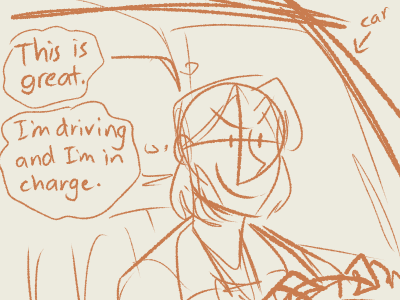 car
This is
great.
I'm driving
and I'm in
charge.